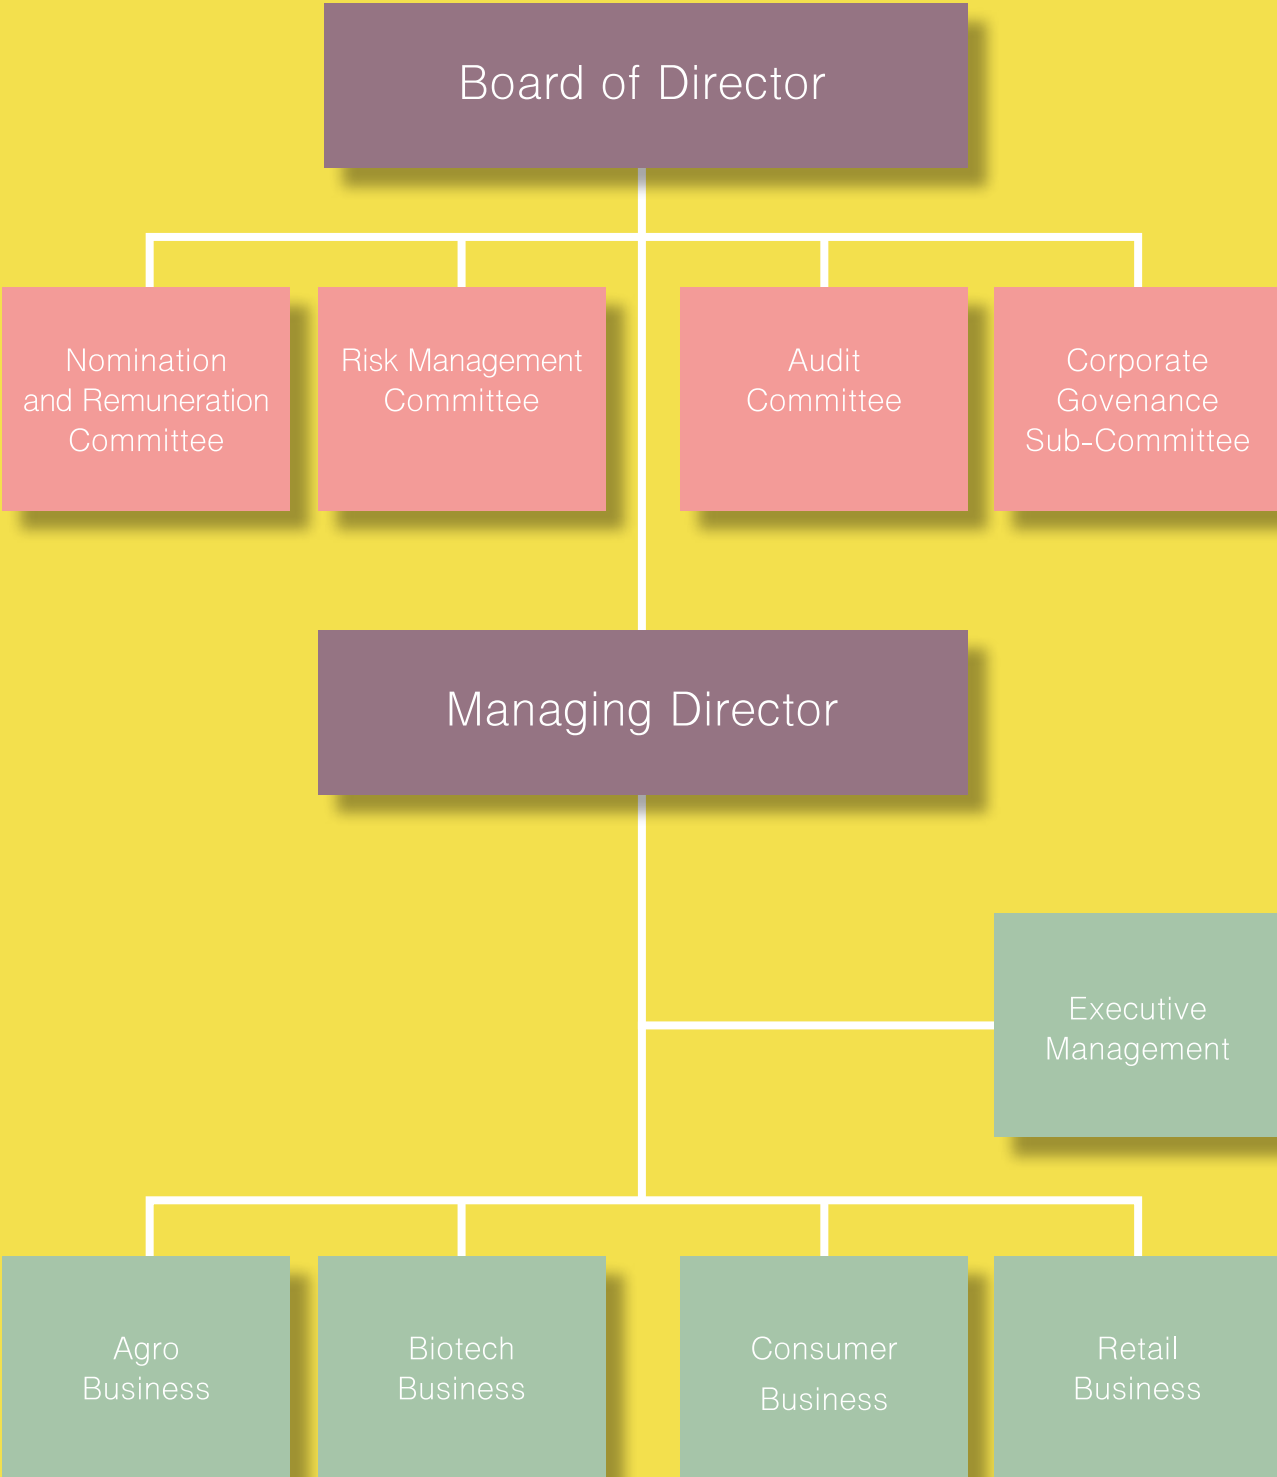 Board of Director
Nomination
and Remuneration
Committee
Risk Management
Committee
Audit
Committee
Corporate
Govenance
Sub-Committee
Managing Director
Executive
Management
Agro
Business
Biotech
Business
Consumer
Business
Retail
Business